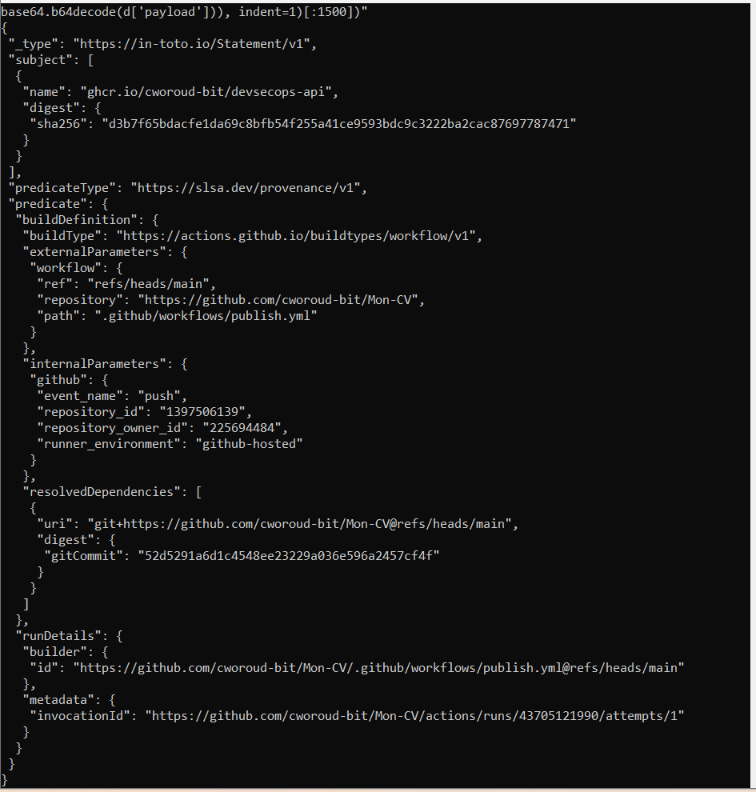 base64.b64decode(d['payload'])), indent=1)[:1500])"
{
 "_type": "https://in-toto.io/Statement/v1",
 "subject": [
  {
   "name": "ghcr.io/cworoud-bit/devsecops-api",
   "digest": {
    "sha256": "d3b7f65bdacfe1da69c8bfb54f255a41ce9593bdc9c3222ba2cac87697787471"
   }
  }
 ],
 "predicateType": "https://slsa.dev/provenance/v1",
 "predicate": {
  "buildDefinition": {
   "buildType": "https://actions.github.io/buildtypes/workflow/v1",
   "externalParameters": {
    "workflow": {
     "ref": "refs/heads/main",
     "repository": "https://github.com/cworoud-bit/Mon-CV",
     "path": ".github/workflows/publish.yml"
    }
   },
   "internalParameters": {
    "github": {
     "event_name": "push",
     "repository_id": "1397506139",
     "repository_owner_id": "225694484",
     "runner_environment": "github-hosted"
    }
   },
   "resolvedDependencies": [
    {
     "uri": "git+https://github.com/cworoud-bit/Mon-CV@refs/heads/main",
     "digest": {
      "gitCommit": "52d5291a6d1c4548ee23229a036e596a2457cf4f"
     }
    }
   ]
  },
  "runDetails": {
   "builder": {
    "id": "https://github.com/cworoud-bit/Mon-CV/.github/workflows/publish.yml@refs/heads/main"
   },
   "metadata": {
    "invocationId": "https://github.com/cworoud-bit/Mon-CV/actions/runs/43705121990/attempts/1"
   }
  }
 }
}